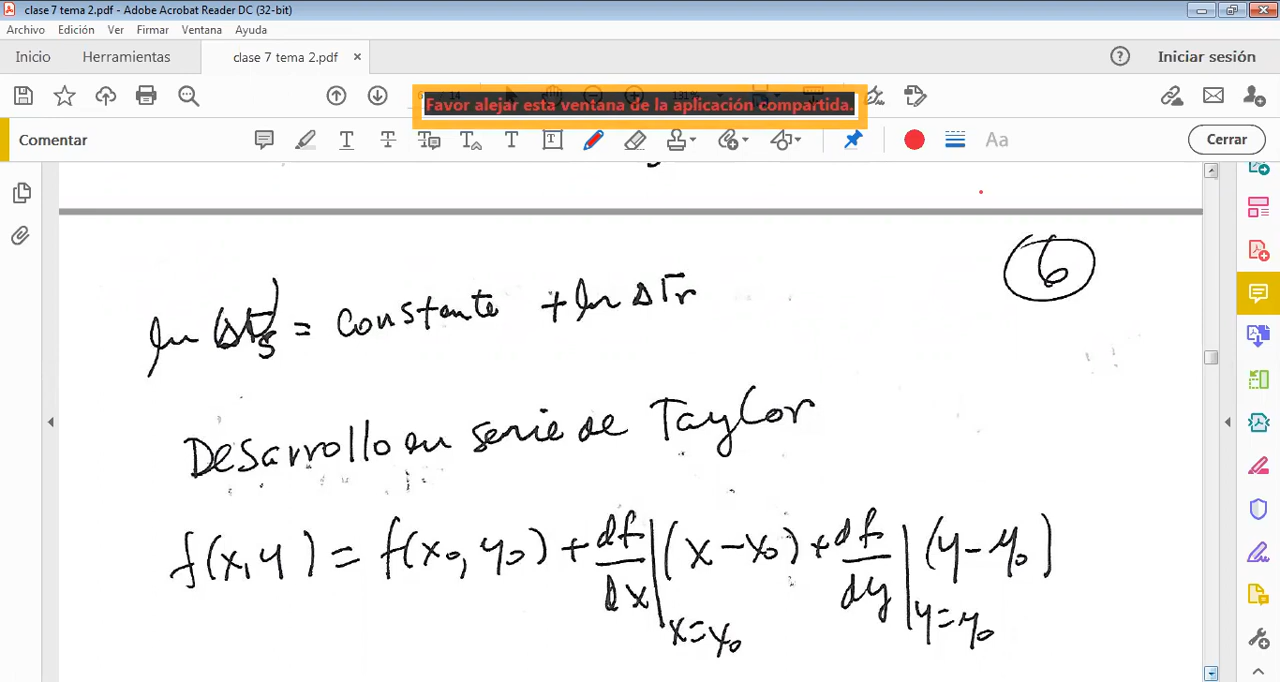 clase 7 tema 2.pdf - Adobe Acrobat Reader DC (32-bit)
Archivo Edición Ver Firmar Ventana Ayuda
Inicio Herramientas clase 7 tema 2.pdf × Iniciar sesión
Favor alejar esta ventana de la aplicación compartida.
Comentar Aa Cerrar
6
= constante + ln ΔTr
Desarrollo en serie de Taylor
f(x,y) = f(x₀, y₀) + df/dx | (x - x₀) + df/dy | (y - y₀)
x=x₀ y=y₀